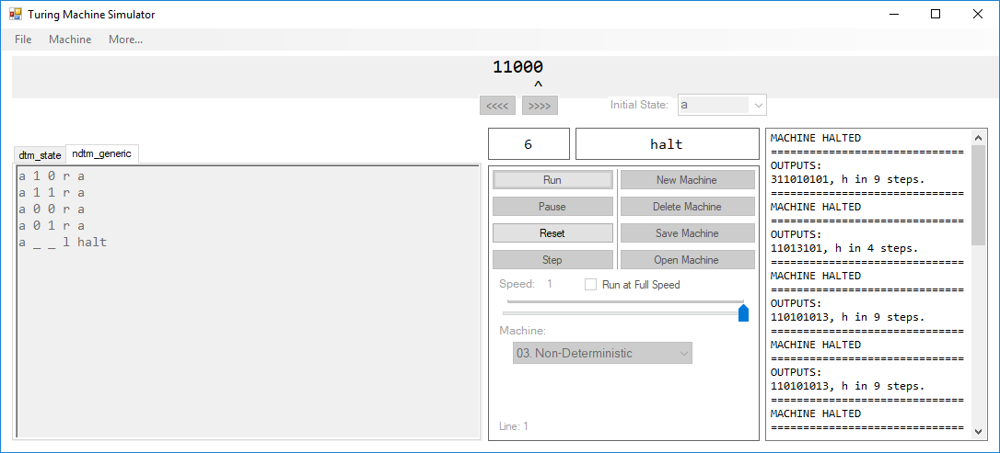 Turing Machine Simulator
File Machine More...
11000
^
<<<< >>>> Initial State: a
dtm_state ndtm_generic
a 1 0 r a
a 1 1 r a
a 0 0 r a
a 0 1 r a
a _ _ l halt
6 halt
Run New Machine
Pause Delete Machine
Reset Save Machine
Step Open Machine
Speed: 1 Run at Full Speed
Machine:
03. Non-Deterministic
Line: 1
MACHINE HALTED
==============================
OUTPUTS:
311010101, h in 9 steps.
==============================
MACHINE HALTED
==============================
OUTPUTS:
11013101, h in 4 steps.
==============================
MACHINE HALTED
==============================
OUTPUTS:
110101013, h in 9 steps.
==============================
MACHINE HALTED
==============================
OUTPUTS:
110101013, h in 9 steps.
==============================
MACHINE HALTED
==============================